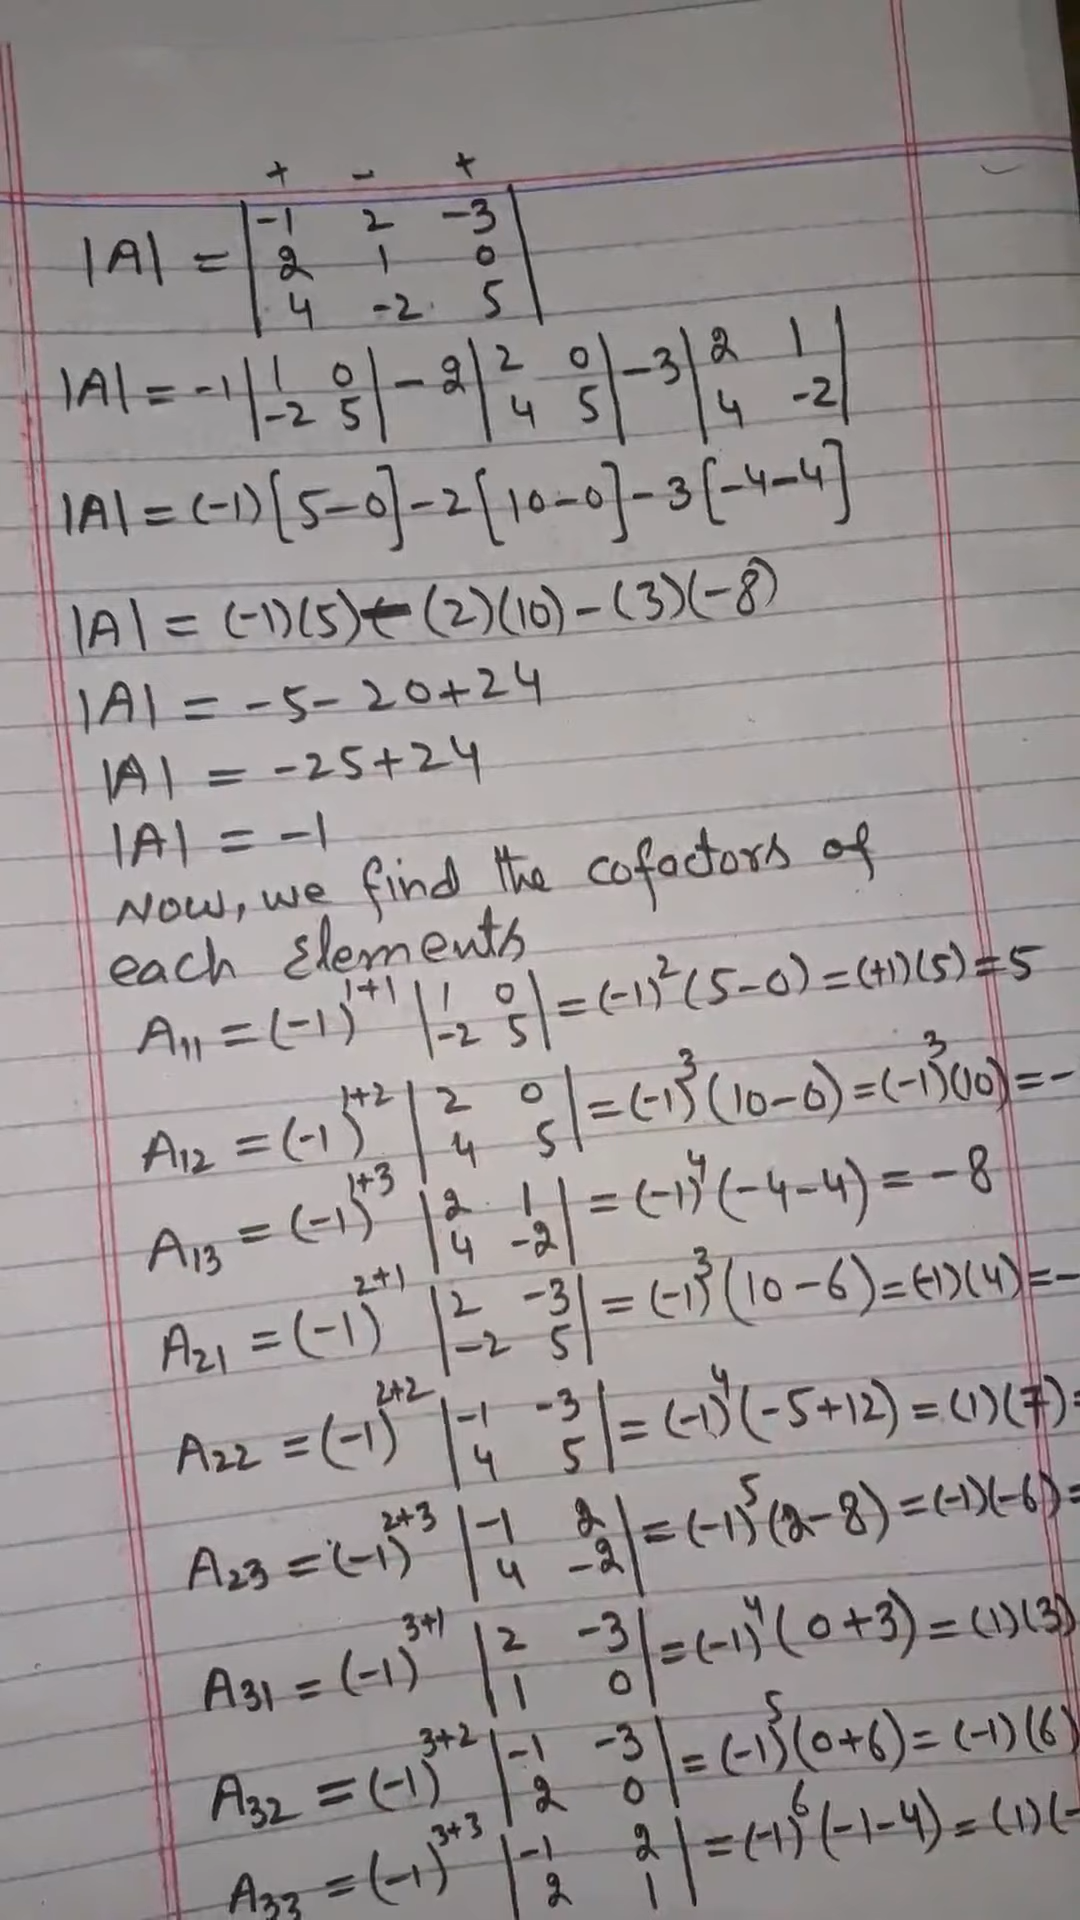 + - +
|A| = |-1 2 -3|
|2 1 0|
|4 -2 5|
|A| = -1 |1 0| - 2 |2 0| - 3 |2 1|
|-2 5| |4 5| |4 -2|
|A| = (-1) [5-0] - 2 [10-0] - 3 [-4-4]
|A| = (-1)(5) - (2)(10) - (3)(-8)
|A| = -5 - 20 + 24
|A| = -25 + 24
|A| = -1
Now, we find the cofactors of
each Elements
A₁₁ = (-1)¹⁺¹ |1 0| = (-1)² (5-0) = (+1)(5) = 5
|-2 5|
A₁₂ = (-1)¹⁺² |2 0| = (-1)³ (10-0) = (-1)³(10) = -
|4 5|
A₁₃ = (-1)¹⁺³ |2 1| = (-1)⁴ (-4-4) = -8
|4 -2|
A₂₁ = (-1)²⁺¹ |2 -3| = (-1)³ (10-6) = (-1)(4) = -
|-2 5|
A₂₂ = (-1)²⁺² |-1 -3| = (-1)⁴ (-5+12) = (1)(7) =
|4 5|
A₂₃ = (-1)²⁺³ |-1 2| = (-1)⁵ (2-8) = (-1)(-6) =
|4 -2|
A₃₁ = (-1)³⁺¹ |2 -3| = (-1)⁴ (0+3) = (1)(3)
|1 0|
A₃₂ = (-1)³⁺² |-1 -3| = (-1)⁵ (0+6) = (-1)(6)
|2 0|
A₃₃ = (-1)³⁺³ |-1 2| = (-1)⁶ (-1-4) = (1)(-
|2 1|